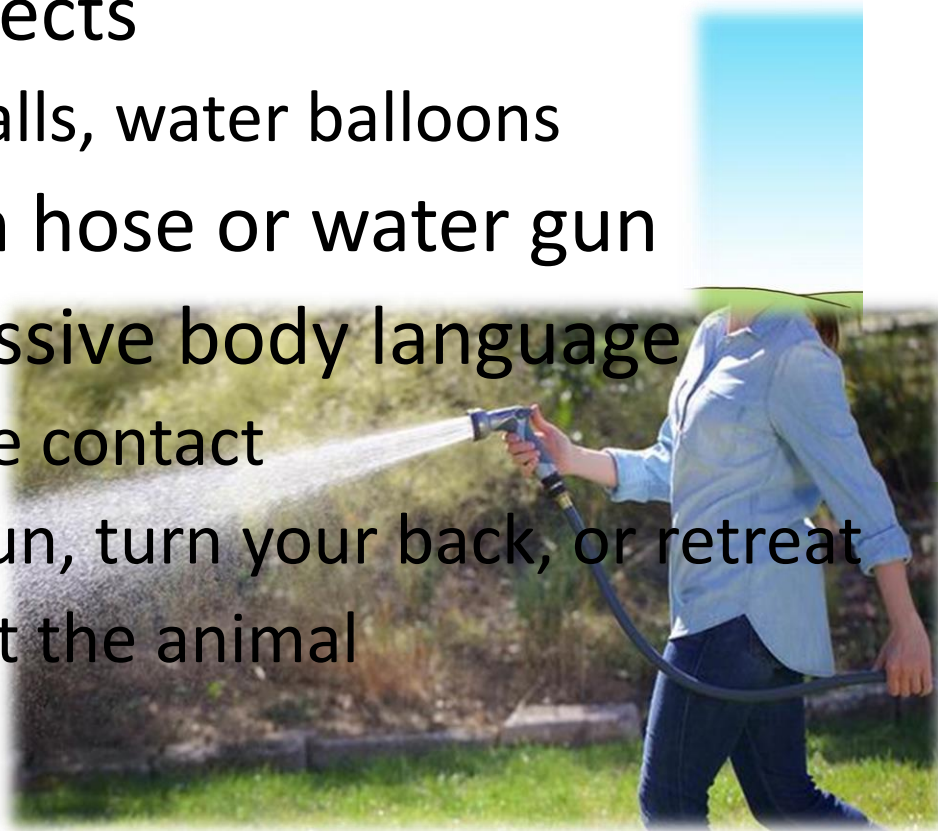 ects
alls, water balloons
hose or water gun
ssive body language
e contact
un, turn your back, or retreat
t the animal